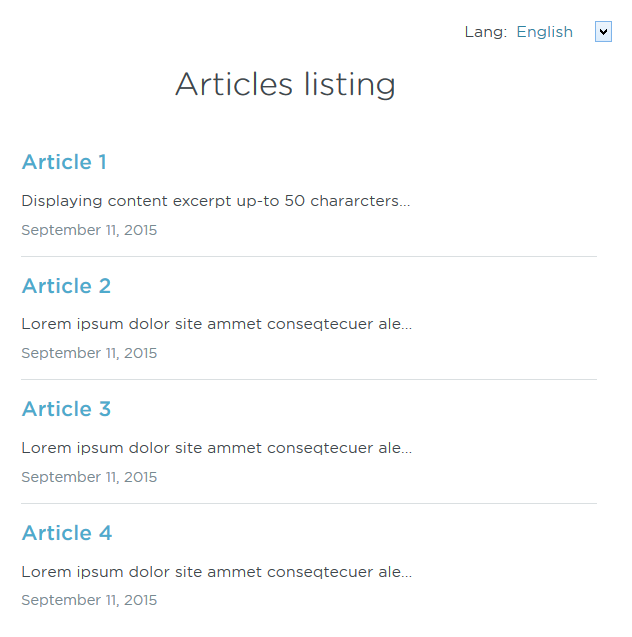 Lang: English
Articles listing
Article 1
Displaying content excerpt up-to 50 chararcters...
September 11, 2015
Article 2
Lorem ipsum dolor site ammet conseqtecuer ale...
September 11, 2015
Article 3
Lorem ipsum dolor site ammet conseqtecuer ale...
September 11, 2015
Article 4
Lorem ipsum dolor site ammet conseqtecuer ale...
September 11, 2015